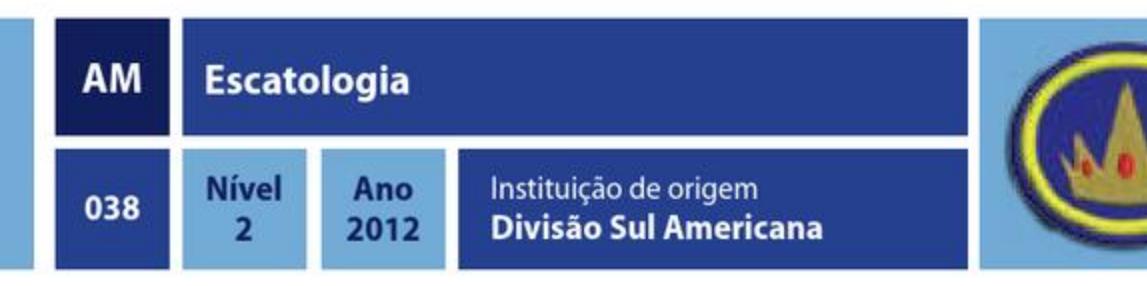 AM
Escatologia
038
Nível
2
Ano
2012
Instituição de origem
Divisão Sul Americana